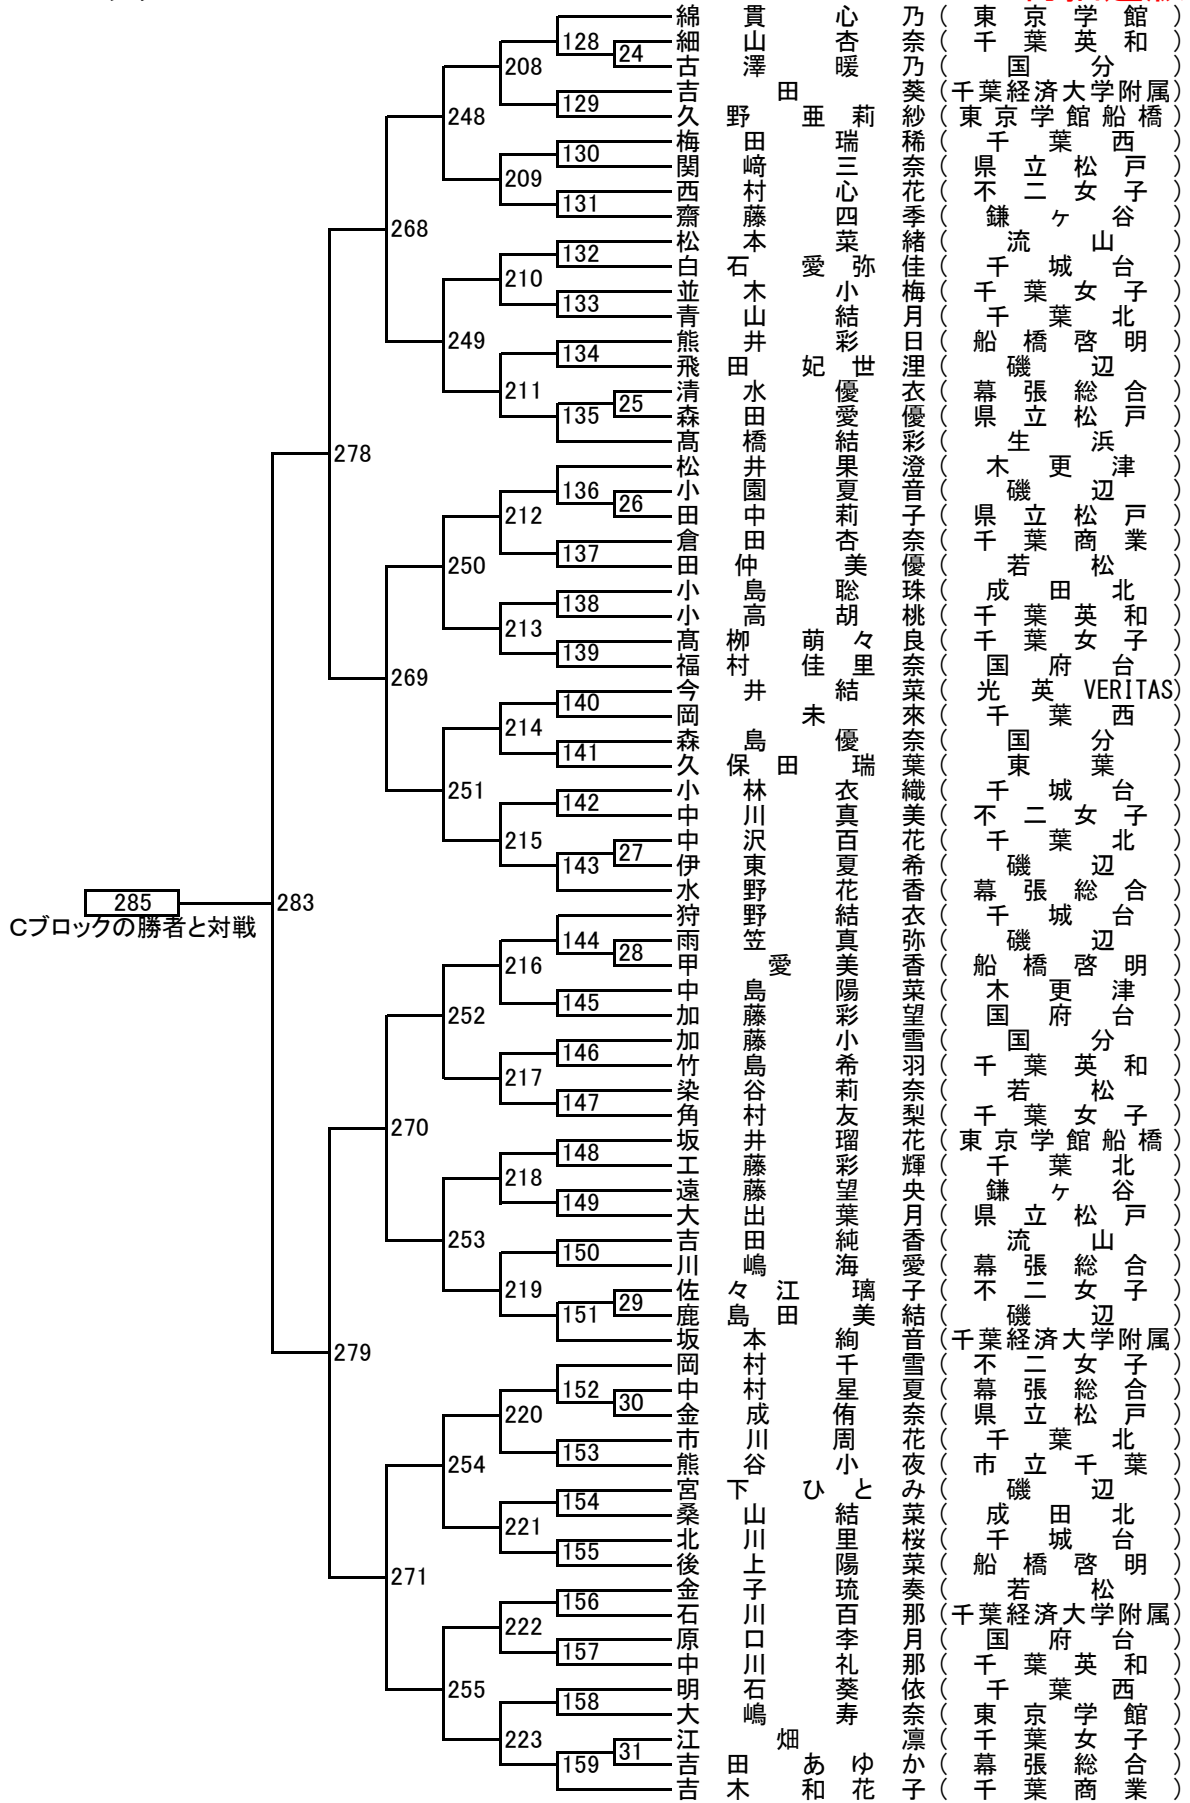 綿貫心乃(東京学館)
128
細山杏奈(千葉英和)
24
208
古澤暖乃(国分)
吉田葵(千葉経済大学附属)
129
248
久野亜莉紗(東京学館船橋)
梅田瑞稀(千葉西)
130
関﨑三奈(県立松戸)
209
西村心花(不二女子)
131
齋藤四季(鎌ヶ谷)
268
松本菜緒(流山)
132
白石愛弥佳(千城台)
210
並木小梅(千葉女子)
133
青山結月(千葉北)
249
熊井彩日(船橋啓明)
134
飛田妃世浬(磯辺)
211
清水優衣(幕張総合)
25
135
森田愛優(県立松戸)
髙橋結彩(生浜)
278
松井果澄(木更津)
136
小園夏音(磯辺)
26
212
田中莉子(県立松戸)
倉田杏奈(千葉商業)
137
250
田仲美優(若松)
小島聡珠(成田北)
138
小高胡桃(千葉英和)
213
髙栁萌々良(千葉女子)
139
福村佳里奈(国府台)
269
今井結菜(光英VERITAS)
140
岡未來(千葉西)
214
森島優奈(国分)
141
久保田瑞葉(東葉)
251
小林衣織(千城台)
142
中川真美(不二女子)
215
中沢百花(千葉北)
27
143
伊東夏希(磯辺)
水野花香(幕張総合)
285
283
Cブロックの勝者と対戦
狩野結衣(千城台)
144
雨笠真弥(磯辺)
28
216
甲愛美香(船橋啓明)
中島陽菜(木更津)
145
252
加藤彩望(国府台)
加藤小雪(国分)
146
竹島希羽(千葉英和)
217
染谷莉奈(若松)
147
角村友梨(千葉女子)
270
坂井瑠花(東京学館船橋)
148
工藤彩輝(千葉北)
218
遠藤望央(鎌ヶ谷)
149
大出葉月(県立松戸)
253
吉田純香(流山)
150
川嶋海愛(幕張総合)
219
佐々江璃子(不二女子)
29
151
鹿島田美結(磯辺)
坂本絢音(千葉経済大学附属)
279
岡村千雪(不二女子)
152
中村星夏(幕張総合)
30
220
金成侑奈(県立松戸)
市川周花(千葉北)
153
254
熊谷小夜(市立千葉)
宮下ひとみ(磯辺)
154
桑山結菜(成田北)
221
北川里桜(千城台)
155
後上陽菜(船橋啓明)
271
金子琉奏(若松)
156
石川百那(千葉経済大学附属)
222
原口李月(国府台)
157
中川礼那(千葉英和)
255
明石葵依(千葉西)
158
大嶋寿奈(東京学館)
223
江畑凛(千葉女子)
31
159
吉田あゆか(幕張総合)
吉木和花子(千葉商業)